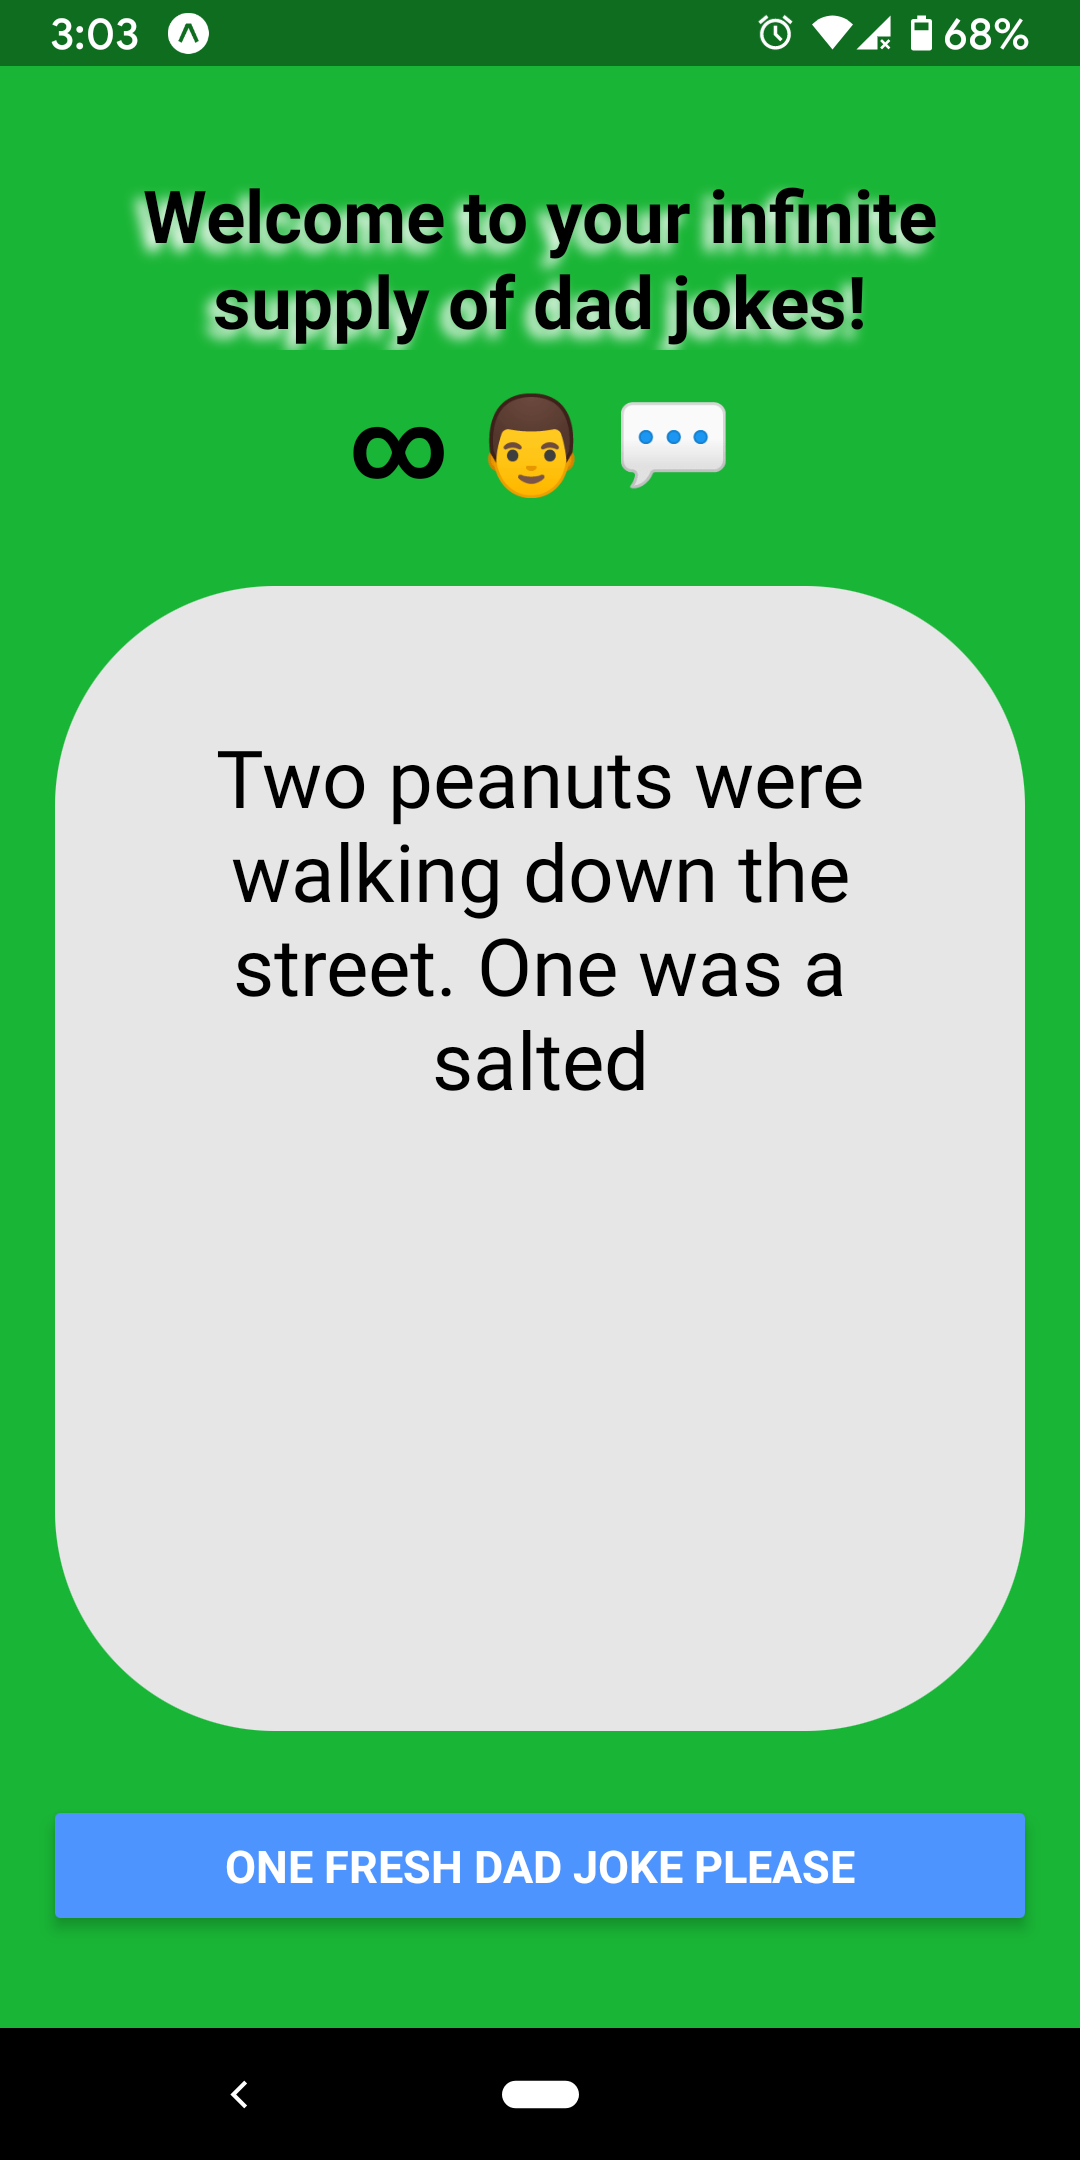 3:03
68%
Welcome to your infinite
supply of dad jokes!
∞ 👨 💬
Two peanuts were
walking down the
street. One was a
salted
ONE FRESH DAD JOKE PLEASE